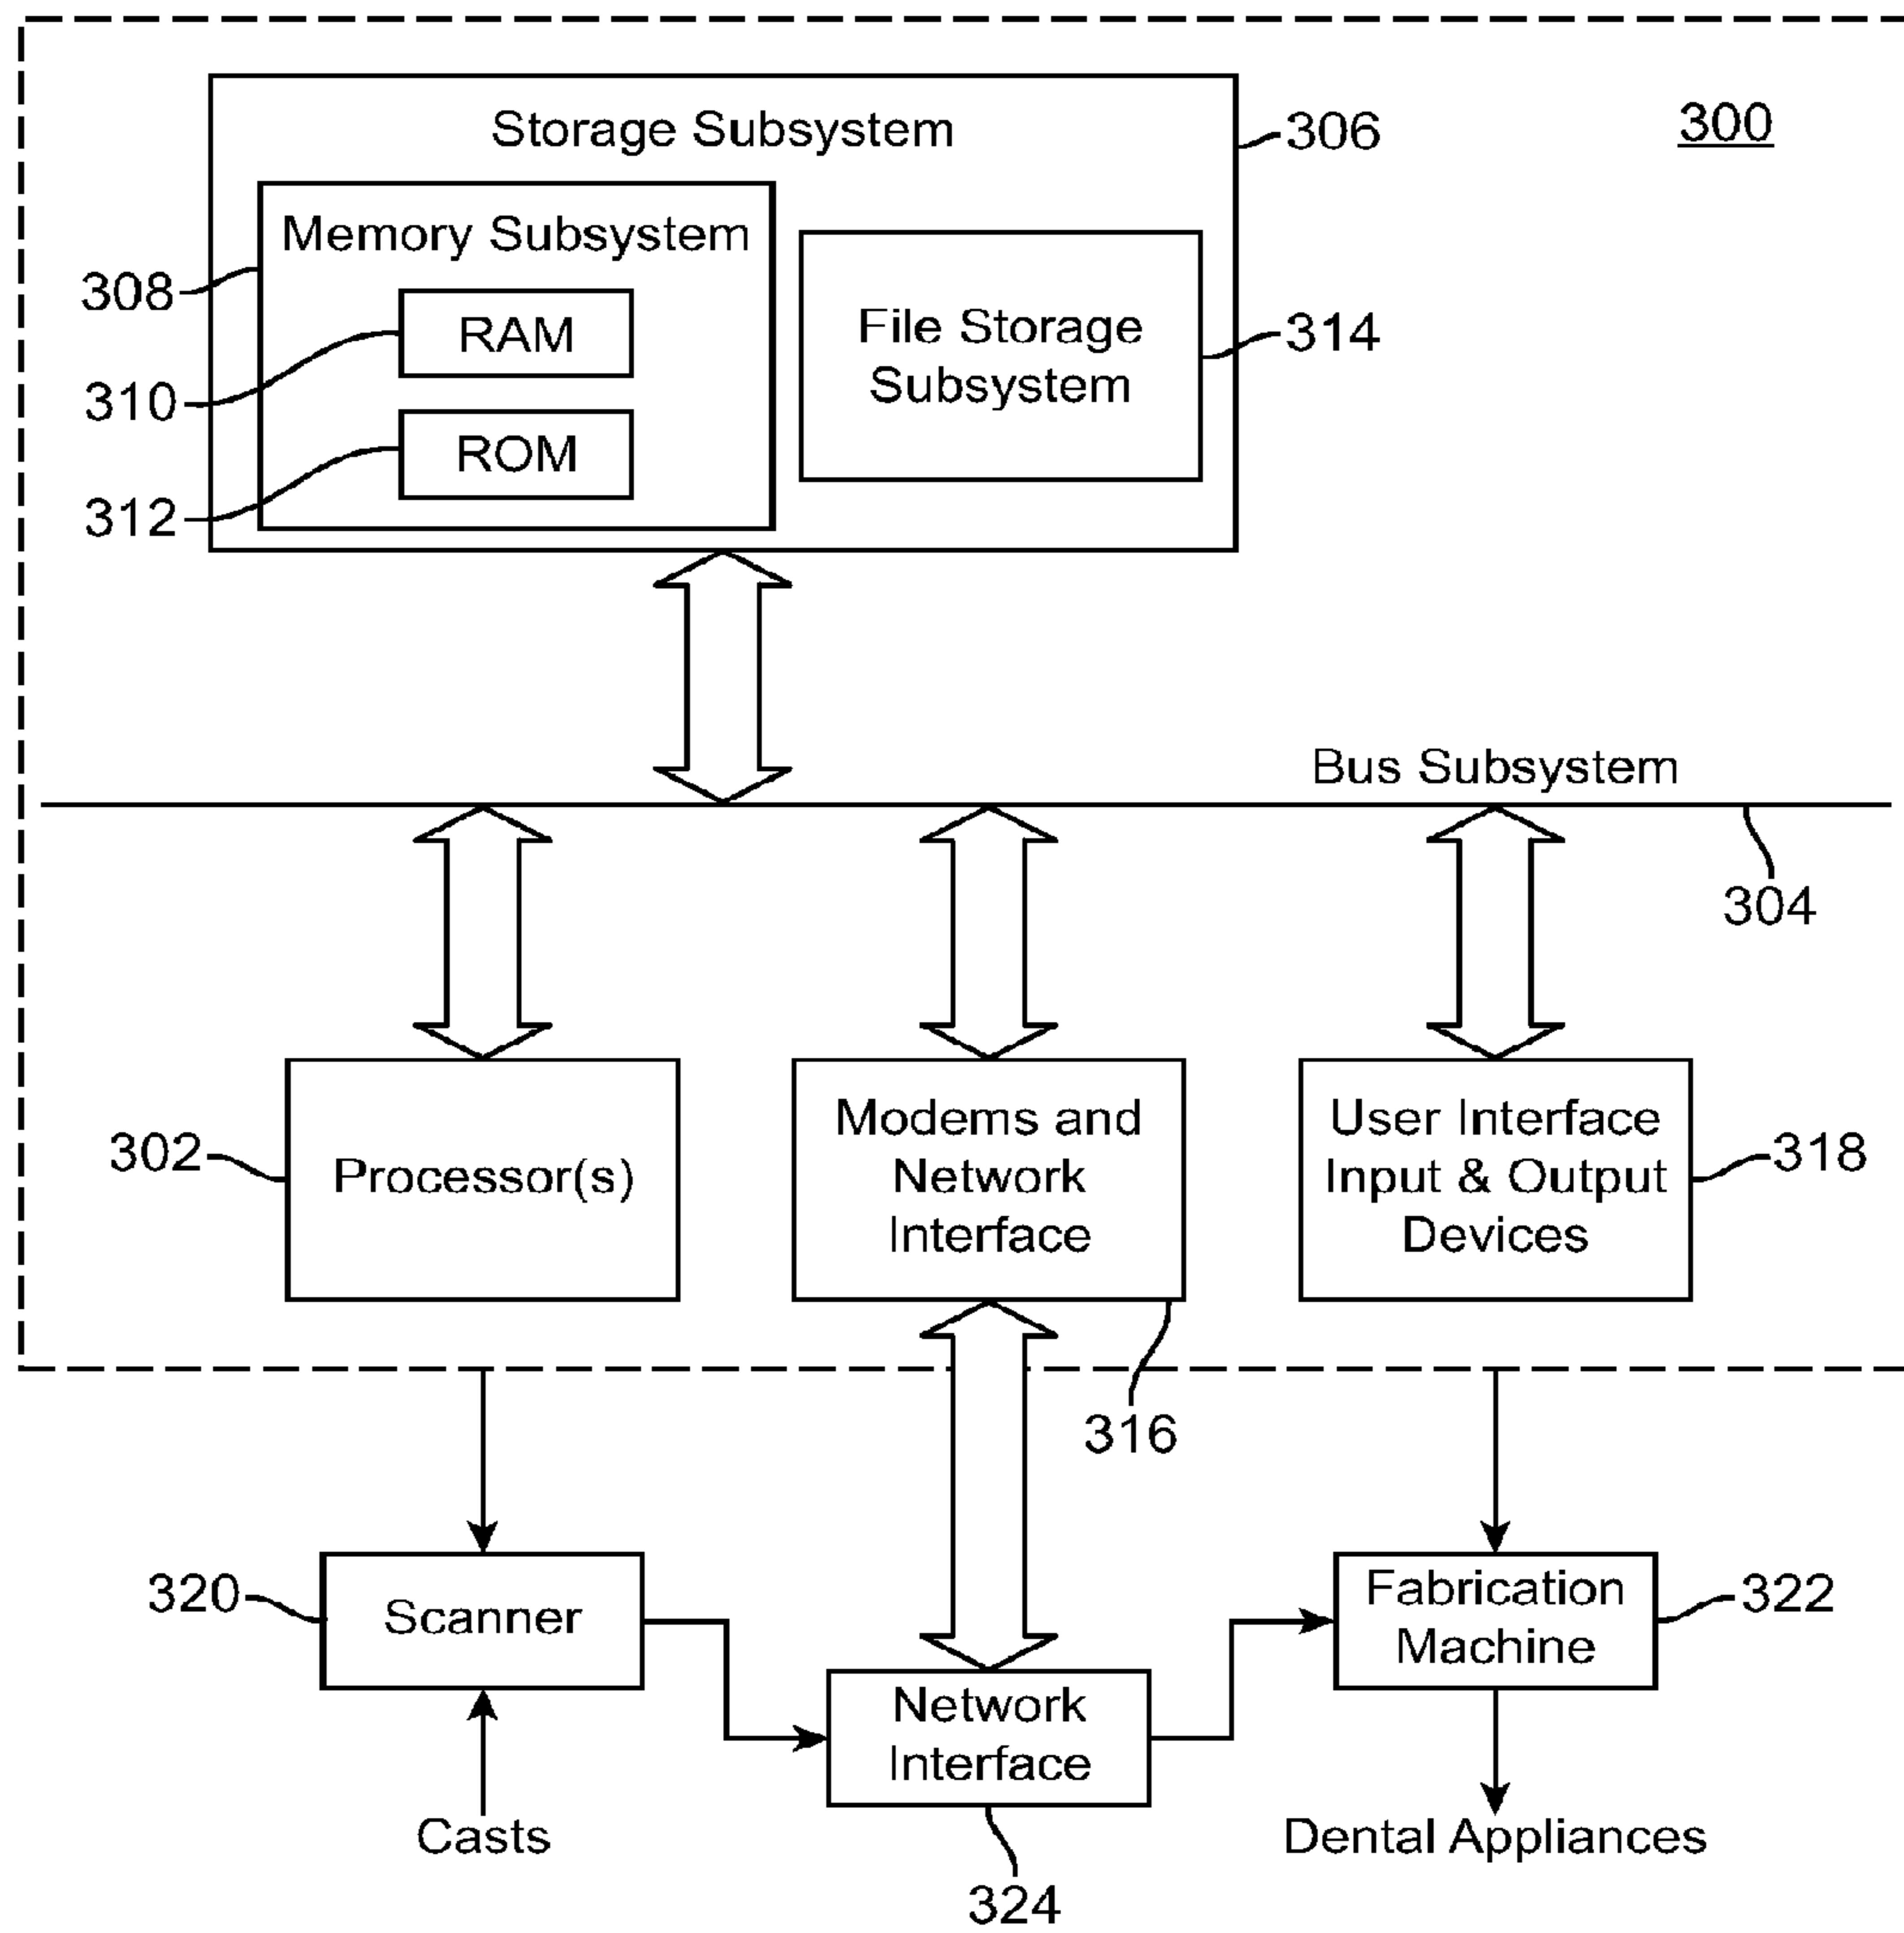 300
Storage Subsystem
306
Memory Subsystem
308
RAM
File Storage
Subsystem
314
310
ROM
312
Bus Subsystem
304
302
Processor(s)
Modems and
Network
Interface
User Interface
Input & Output
Devices
318
316
320
Scanner
Fabrication
Machine
322
Network
Interface
Casts
Dental Appliances
324